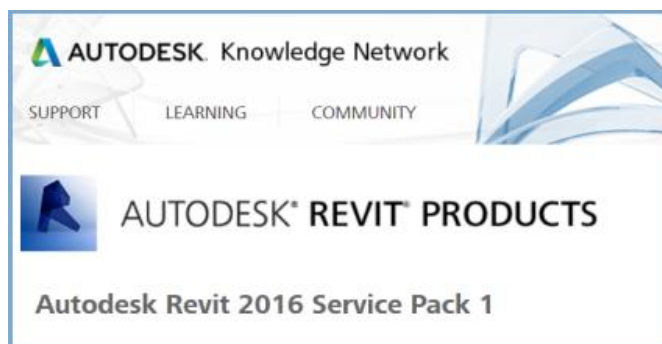 AUTODESK. Knowledge Network
SUPPORT LEARNING COMMUNITY
AUTODESK® REVIT® PRODUCTS
Autodesk Revit 2016 Service Pack 1